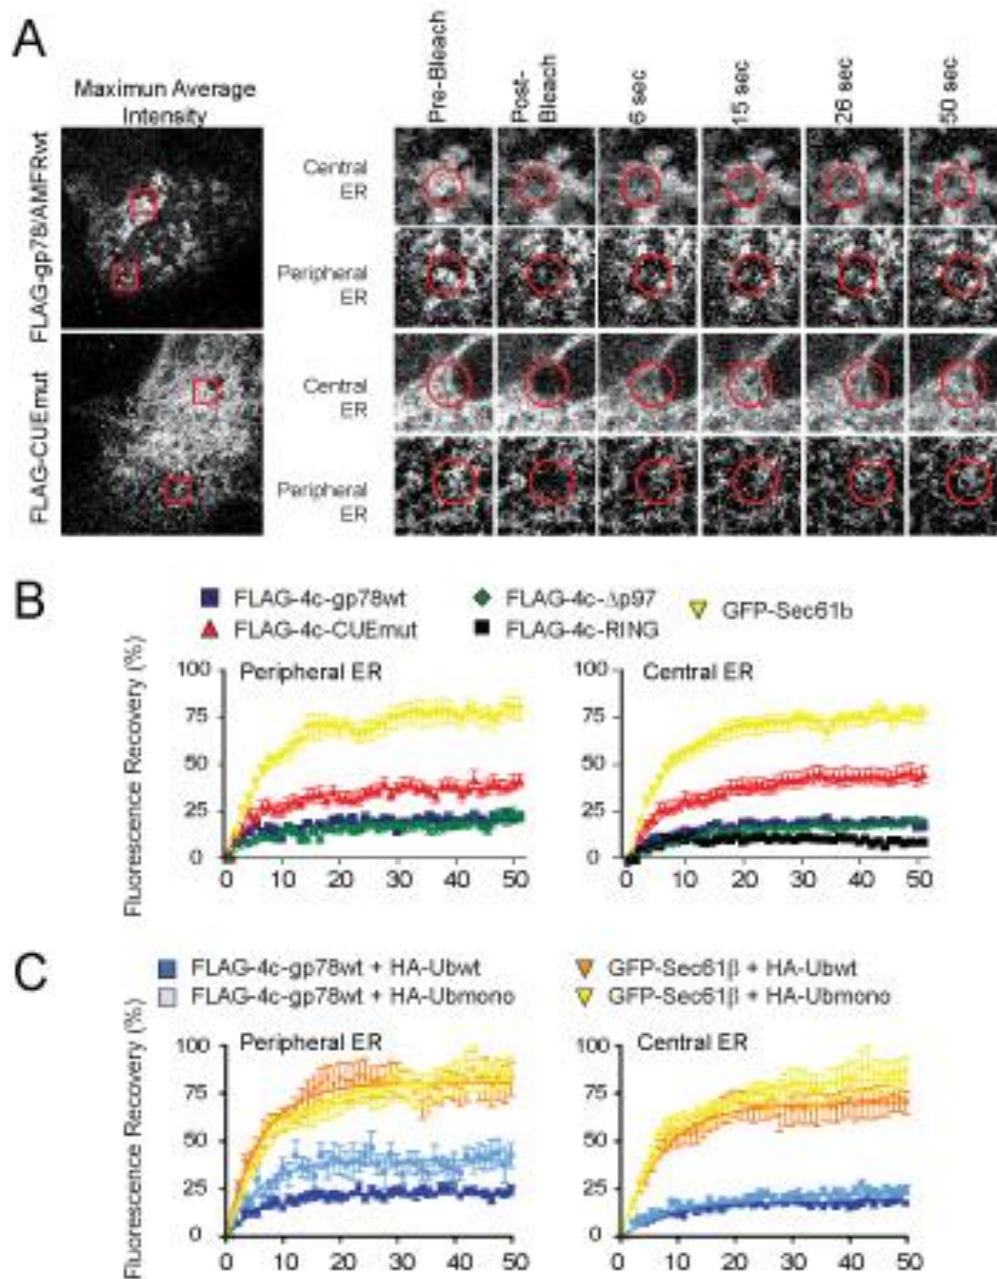 A
Maximun Average
Intensity
Pre-Bleach
Post-
Bleach
6 sec
15 sec
26 sec
50 sec
FLAG-gp78/AMFRwt
Central
ER
Peripheral
ER
FLAG-CUEmut
Central
ER
Peripheral
ER
B
FLAG-4c-gp78wt
FLAG-4c-Δp97
GFP-Sec61b
FLAG-4c-CUEmut
FLAG-4c-RING
Fluorescence Recovery (%)
Peripheral ER
100
75
50
25
0
0 10 20 30 40 50
Central ER
100
75
50
25
0
0 10 20 30 40 50
C
FLAG-4c-gp78wt + HA-Ubwt
GFP-Sec61β + HA-Ubwt
FLAG-4c-gp78wt + HA-Ubmono
GFP-Sec61β + HA-Ubmono
Fluorescence Recovery (%)
Peripheral ER
100
75
50
25
0
0 10 20 30 40 50
Central ER
100
75
50
25
0
0 10 20 30 40 50